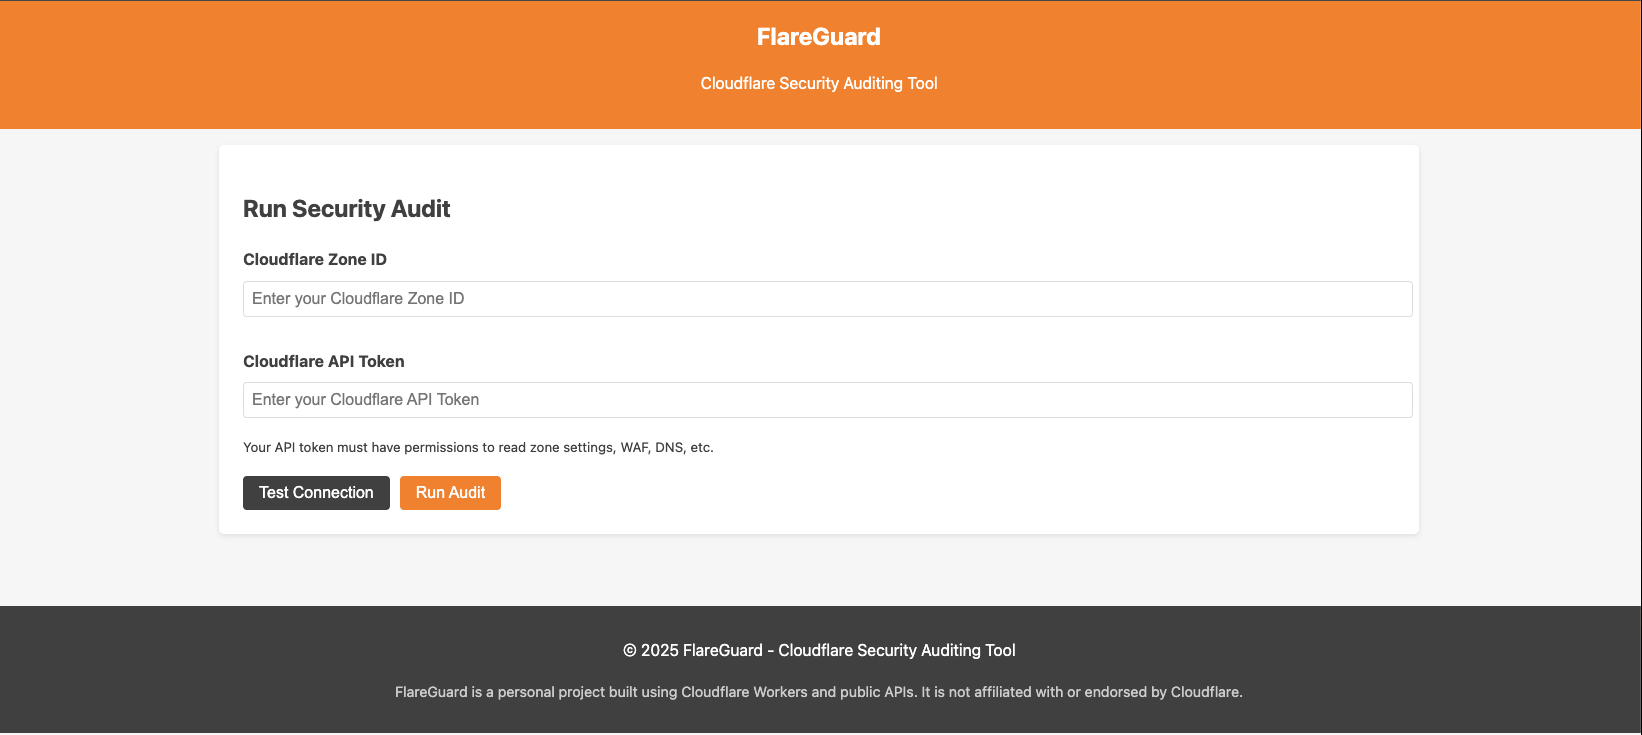 FlareGuard
Cloudflare Security Auditing Tool
Run Security Audit
Cloudflare Zone ID
Enter your Cloudflare Zone ID
Cloudflare API Token
Enter your Cloudflare API Token
Your API token must have permissions to read zone settings, WAF, DNS, etc.
Test Connection Run Audit
© 2025 FlareGuard - Cloudflare Security Auditing Tool
FlareGuard is a personal project built using Cloudflare Workers and public APIs. It is not affiliated with or endorsed by Cloudflare.